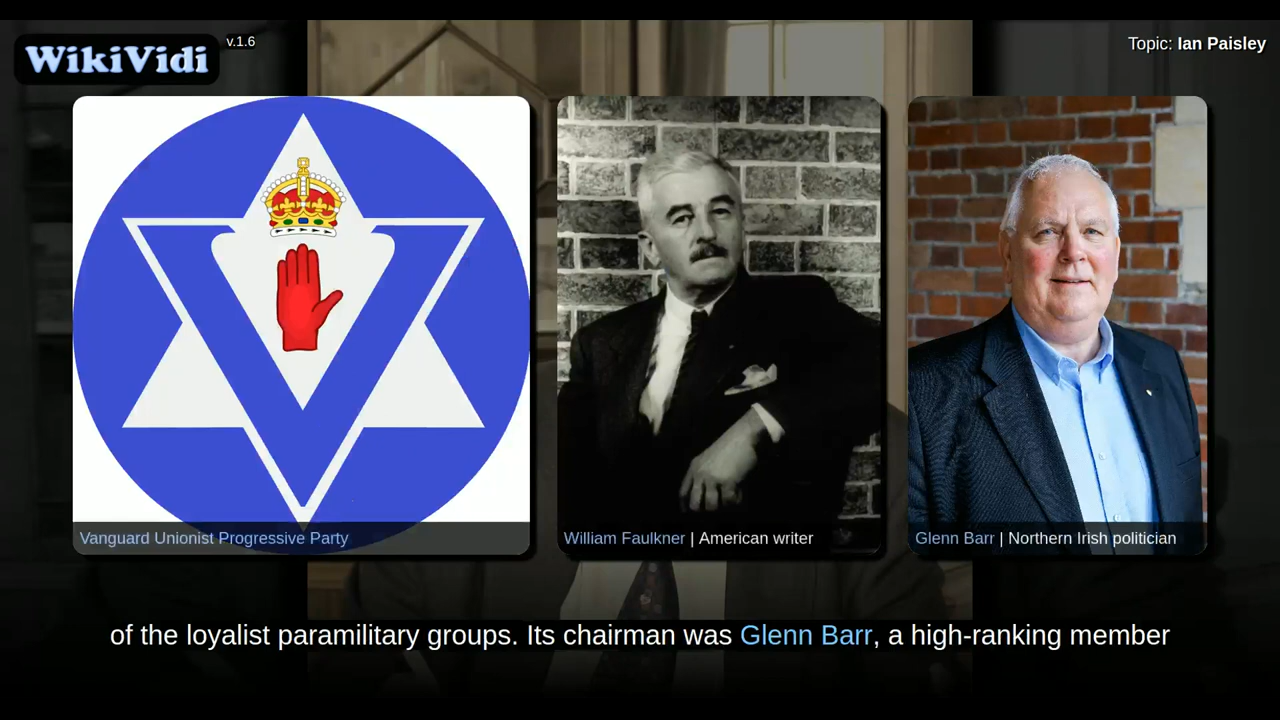 WikiVidi
v.1.6
Topic: Ian Paisley
Vanguard Unionist Progressive Party
William Faulkner | American writer
Glenn Barr | Northern Irish politician
of the loyalist paramilitary groups. Its chairman was Glenn Barr, a high-ranking member